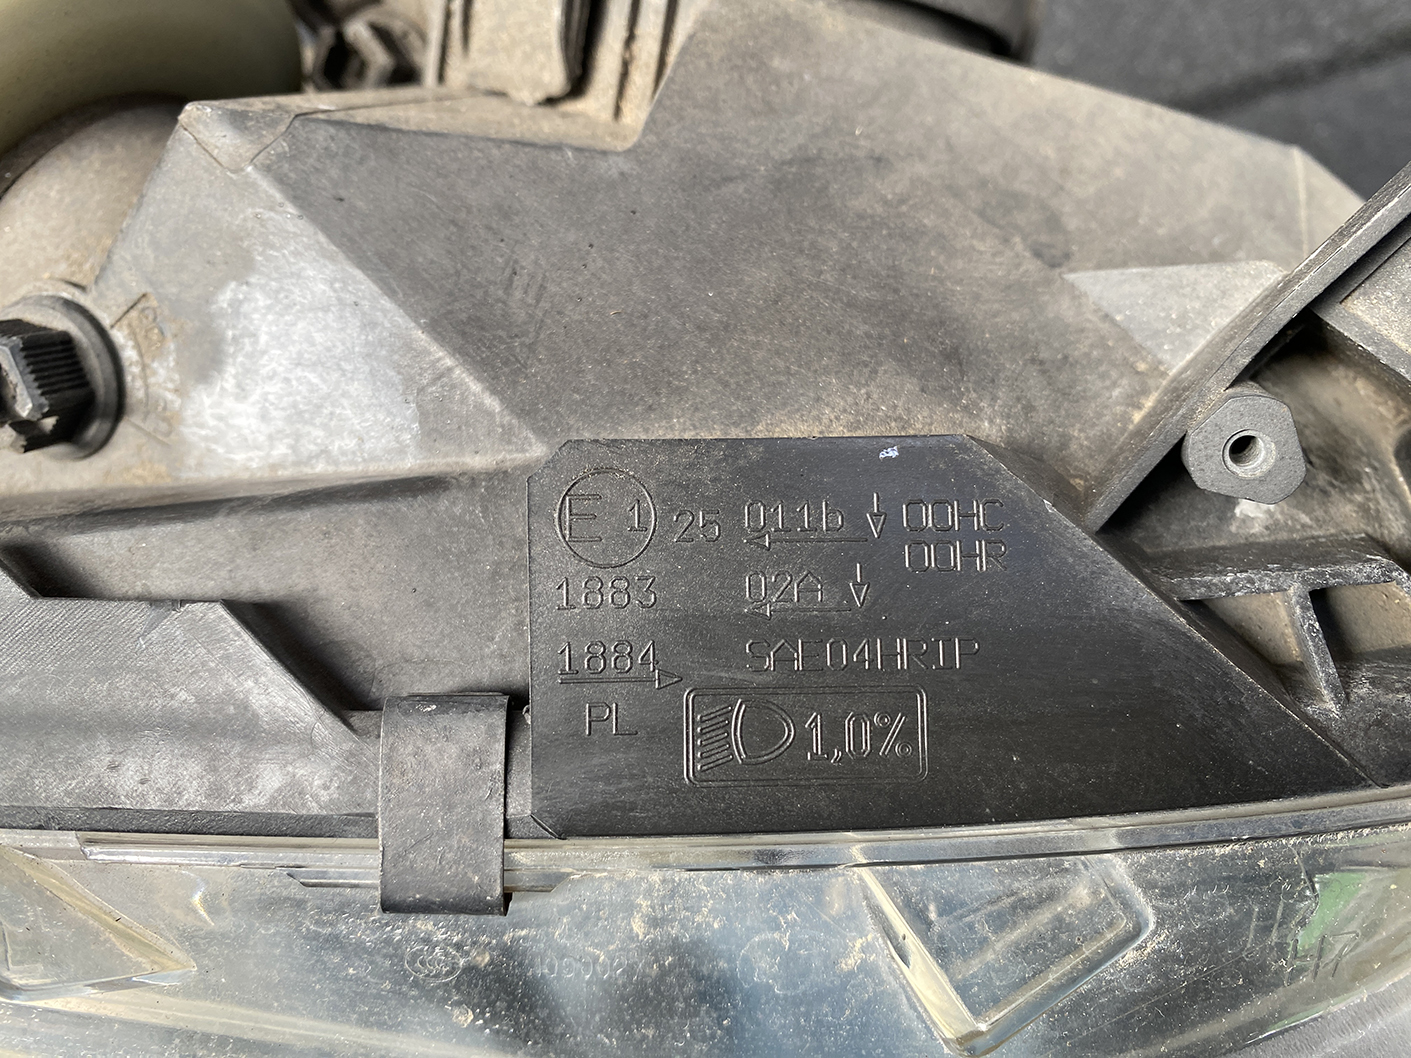 E 1 25 011b 00HC
00HR
1883 02A
1884 SAE04HRIP
PL 1,0%